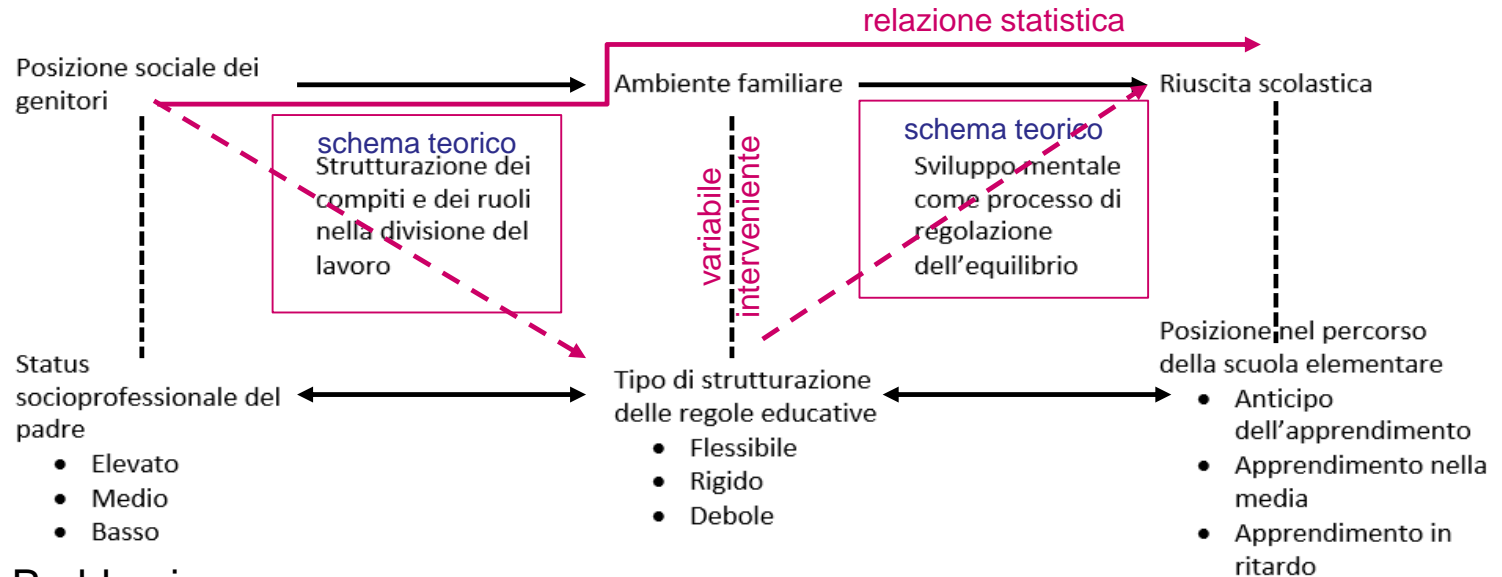 relazione statistica
Posizione sociale dei
genitori
Ambiente familiare
Riuscita scolastica
schema teorico
Strutturazione dei
compiti e dei ruoli
nella divisione del
lavoro
variabile
interveniente
schema teorico
Sviluppo mentale
come processo di
regolazione
dell'equilibrio
Status
socioprofessionale del
padre
• Elevato
• Medio
• Basso
Tipo di strutturazione
delle regole educative
• Flessibile
• Rigido
• Debole
Posizione nel percorso
della scuola elementare
• Anticipo
dell'apprendimento
• Apprendimento nella
media
• Apprendimento in
ritardo